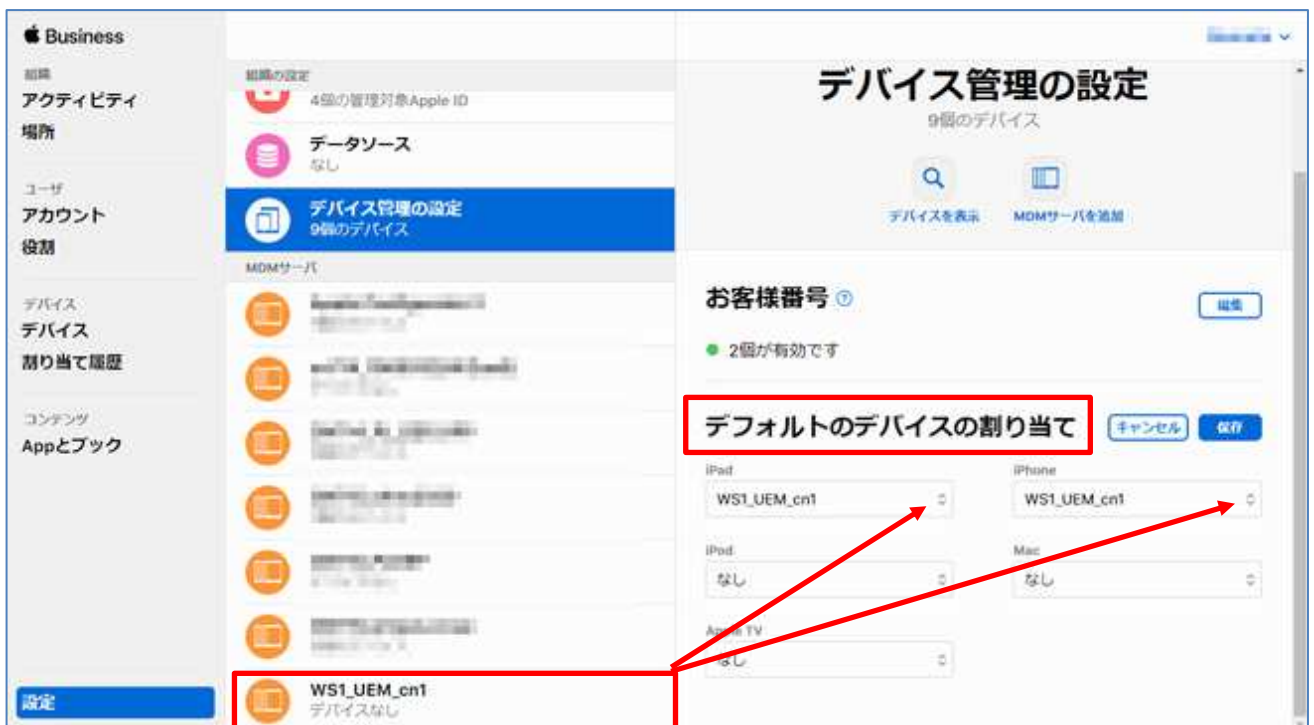 Business
組織
アクティビティ
場所
ユーザ
アカウント
役割
デバイス
デバイス
割り当て履歴
コンテンツ
Appとブック
設定
組織の設定
4個の管理対象Apple ID
データソース
なし
デバイス管理の設定
9個のデバイス
MDMサーバ
WS1_UEM_cn1
デバイスなし
デバイス管理の設定
9個のデバイス
デバイスを表示
MDMサーバを追加
お客様番号
編集
2個が有効です
デフォルトのデバイスの割り当て
キャンセル
保存
iPad
iPhone
WS1_UEM_cn1
WS1_UEM_cn1
iPod
Mac
なし
なし
Apple TV
なし